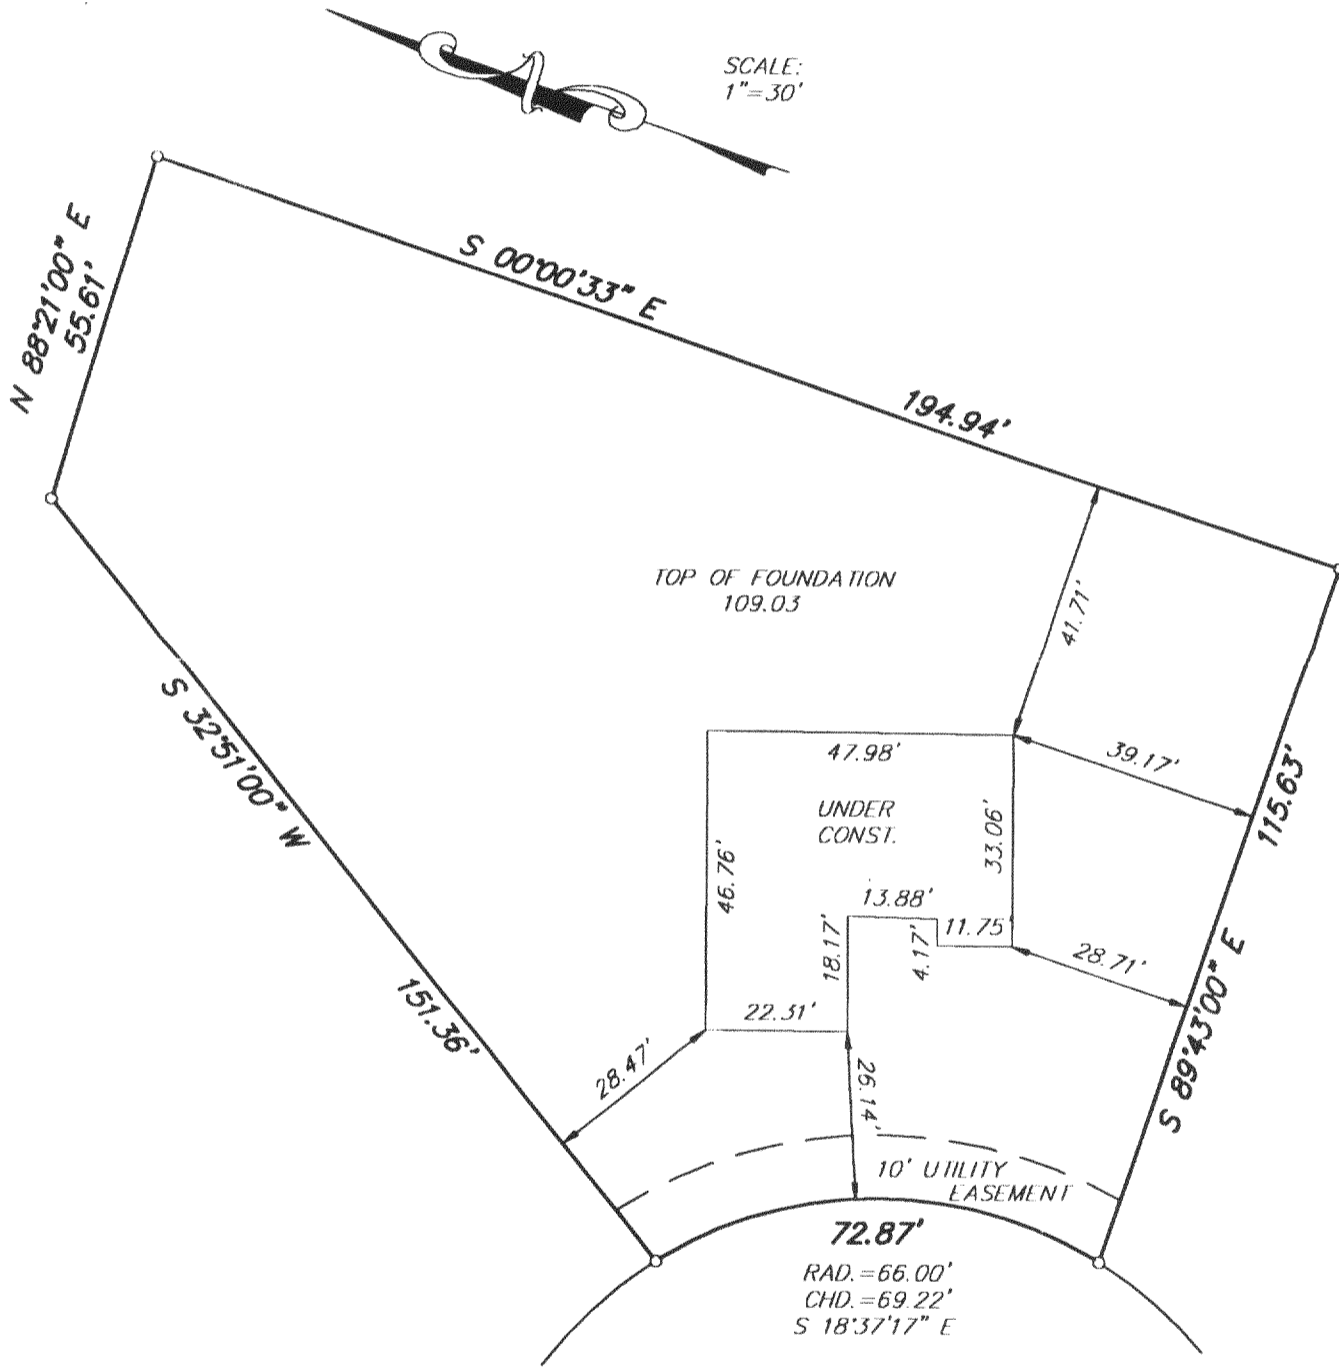 SCALE:
1"=30'
N 88°21'00" E
55.61'
S 00°00'33" E
194.94'
TOP OF FOUNDATION
109.03
41.71'
S 32°51'00" W
151.36'
47.98'
39.17'
115.63'
UNDER
CONST.
46.76'
33.06'
13.88'
11.75'
18.17'
4.17'
28.71'
S 89°43'00" E
22.31'
28.47'
26.14'
10' UTILITY
EASEMENT
72.87'
RAD.=66.00'
CHD.=69.22'
S 18°37'17" E